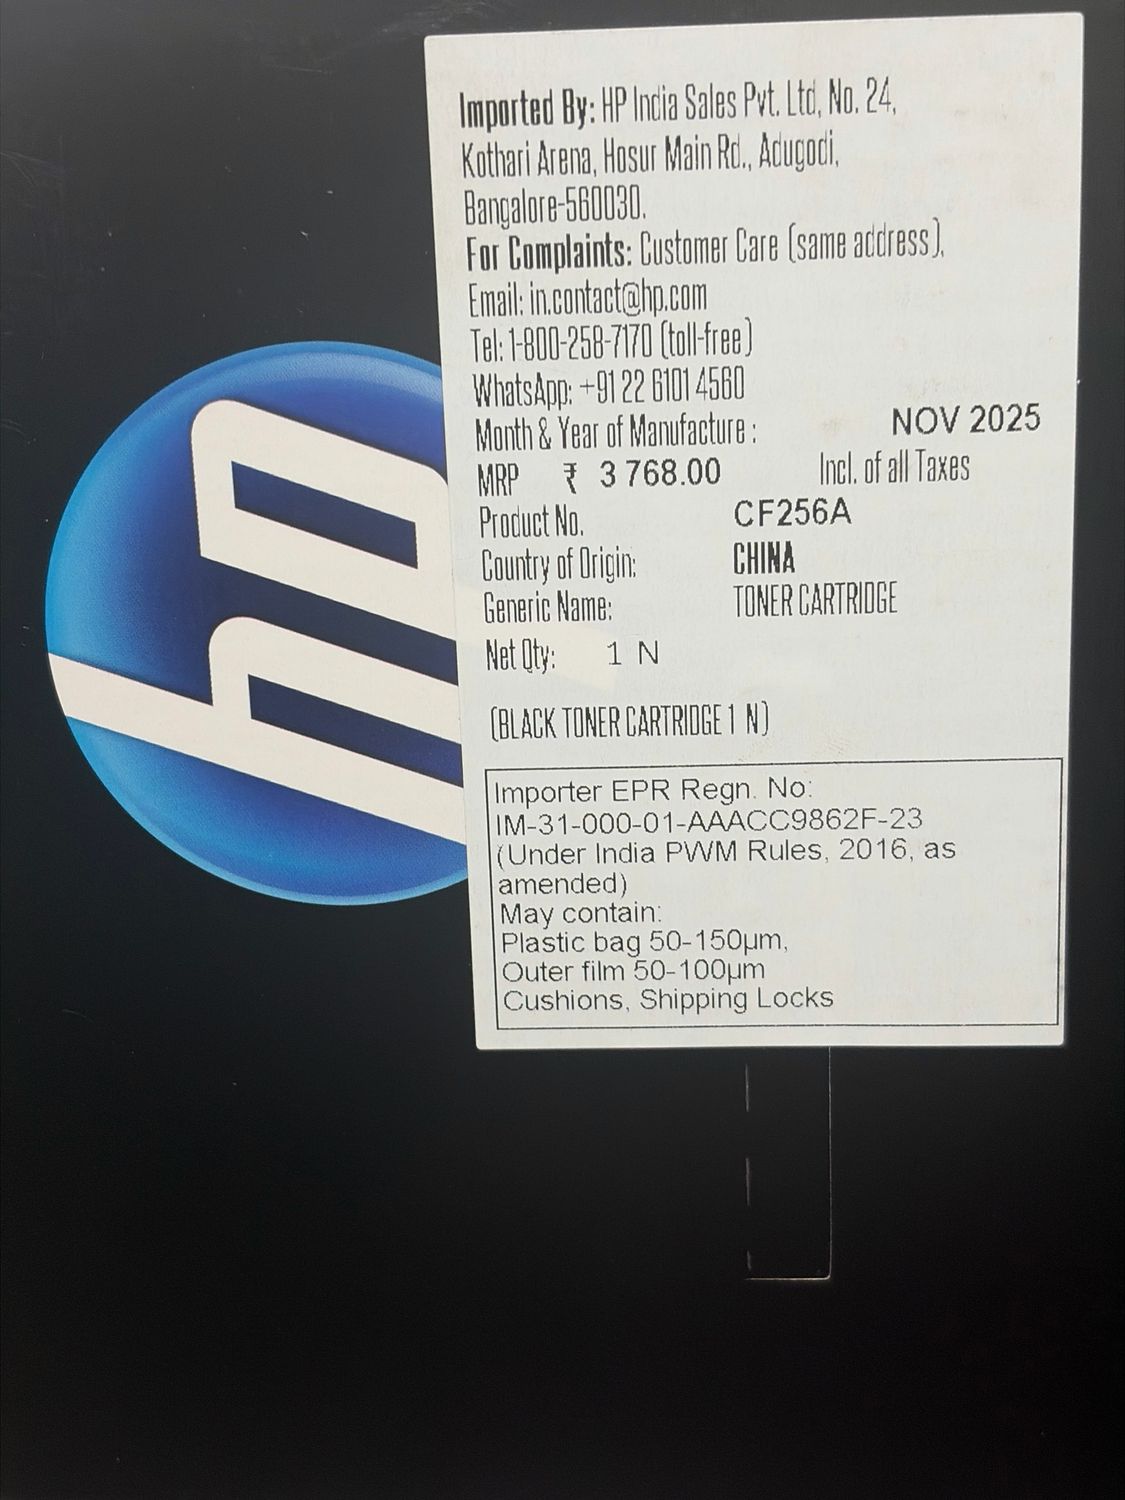 hp
Imported By: HP India Sales Pvt. Ltd, No. 24,
Kothari Arena, Hosur Main Rd., Adugodi,
Bangalore-560030.
For Complaints: Customer Care (same address),
Email: in.contact@hp.com
Tel: 1-800-258-7170 (toll-free)
WhatsApp: +91 22 6101 4560
Month & Year of Manufacture : NOV 2025
MRP ₹ 3 768.00 Incl. of all Taxes
Product No. CF256A
Country of Origin: CHINA
Generic Name: TONER CARTRIDGE
Net Qty: 1 N
(BLACK TONER CARTRIDGE 1 N)
Importer EPR Regn. No:
IM-31-000-01-AAACC9862F-23
(Under India PWM Rules, 2016, as
amended)
May contain:
Plastic bag 50-150µm,
Outer film 50-100µm
Cushions, Shipping Locks